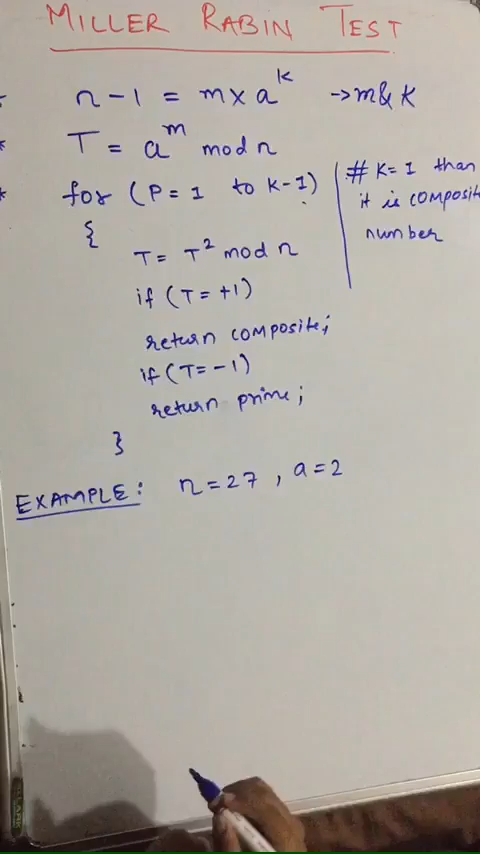 MILLER RABIN TEST
n-1 = m x a^k → m & k
T = a^m mod n
for (P = 1 to k-1)
{
T = T² mod n
if (T = +1)
return composite;
if (T = -1)
return prime;
}
# K = 1 than
it is composite
number
EXAMPLE: n = 27, a = 2